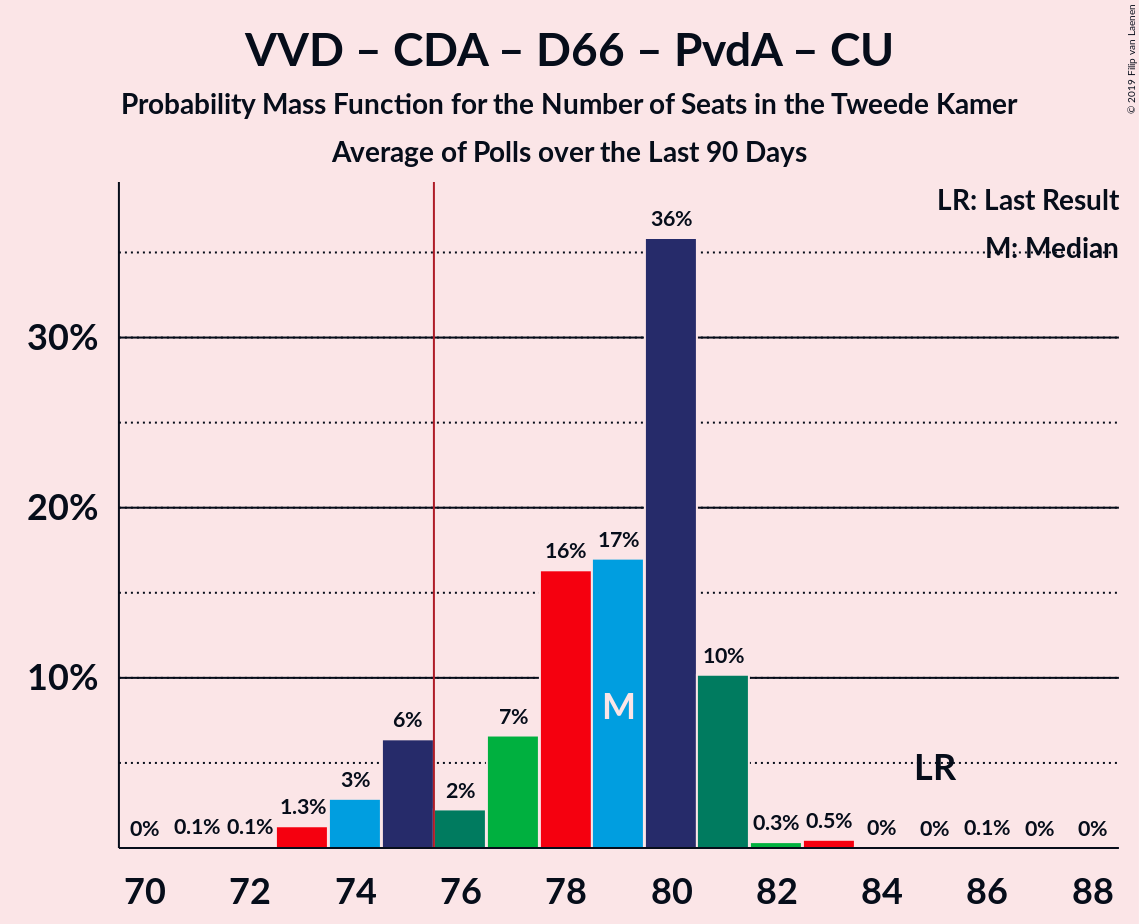 VVD – CDA – D66 – PvdA – CU
Probability Mass Function for the Number of Seats in the Tweede Kamer
Average of Polls over the Last 90 Days
© 2019 Filip van Laenen
LR: Last Result
M: Median
30%
20%
10%
0%
0.1%
0.1%
1.3%
3%
6%
2%
7%
16%
17%
36%
10%
0.3%
0.5%
0%
0%
0.1%
0%
0%
M
LR
70 72 74 76 78 80 82 84 86 88